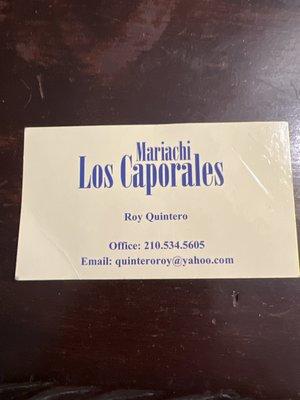 Mariachi
Los Caporales
Roy Quintero
Office: 210.534.5605
Email: quinteroroy@yahoo.com